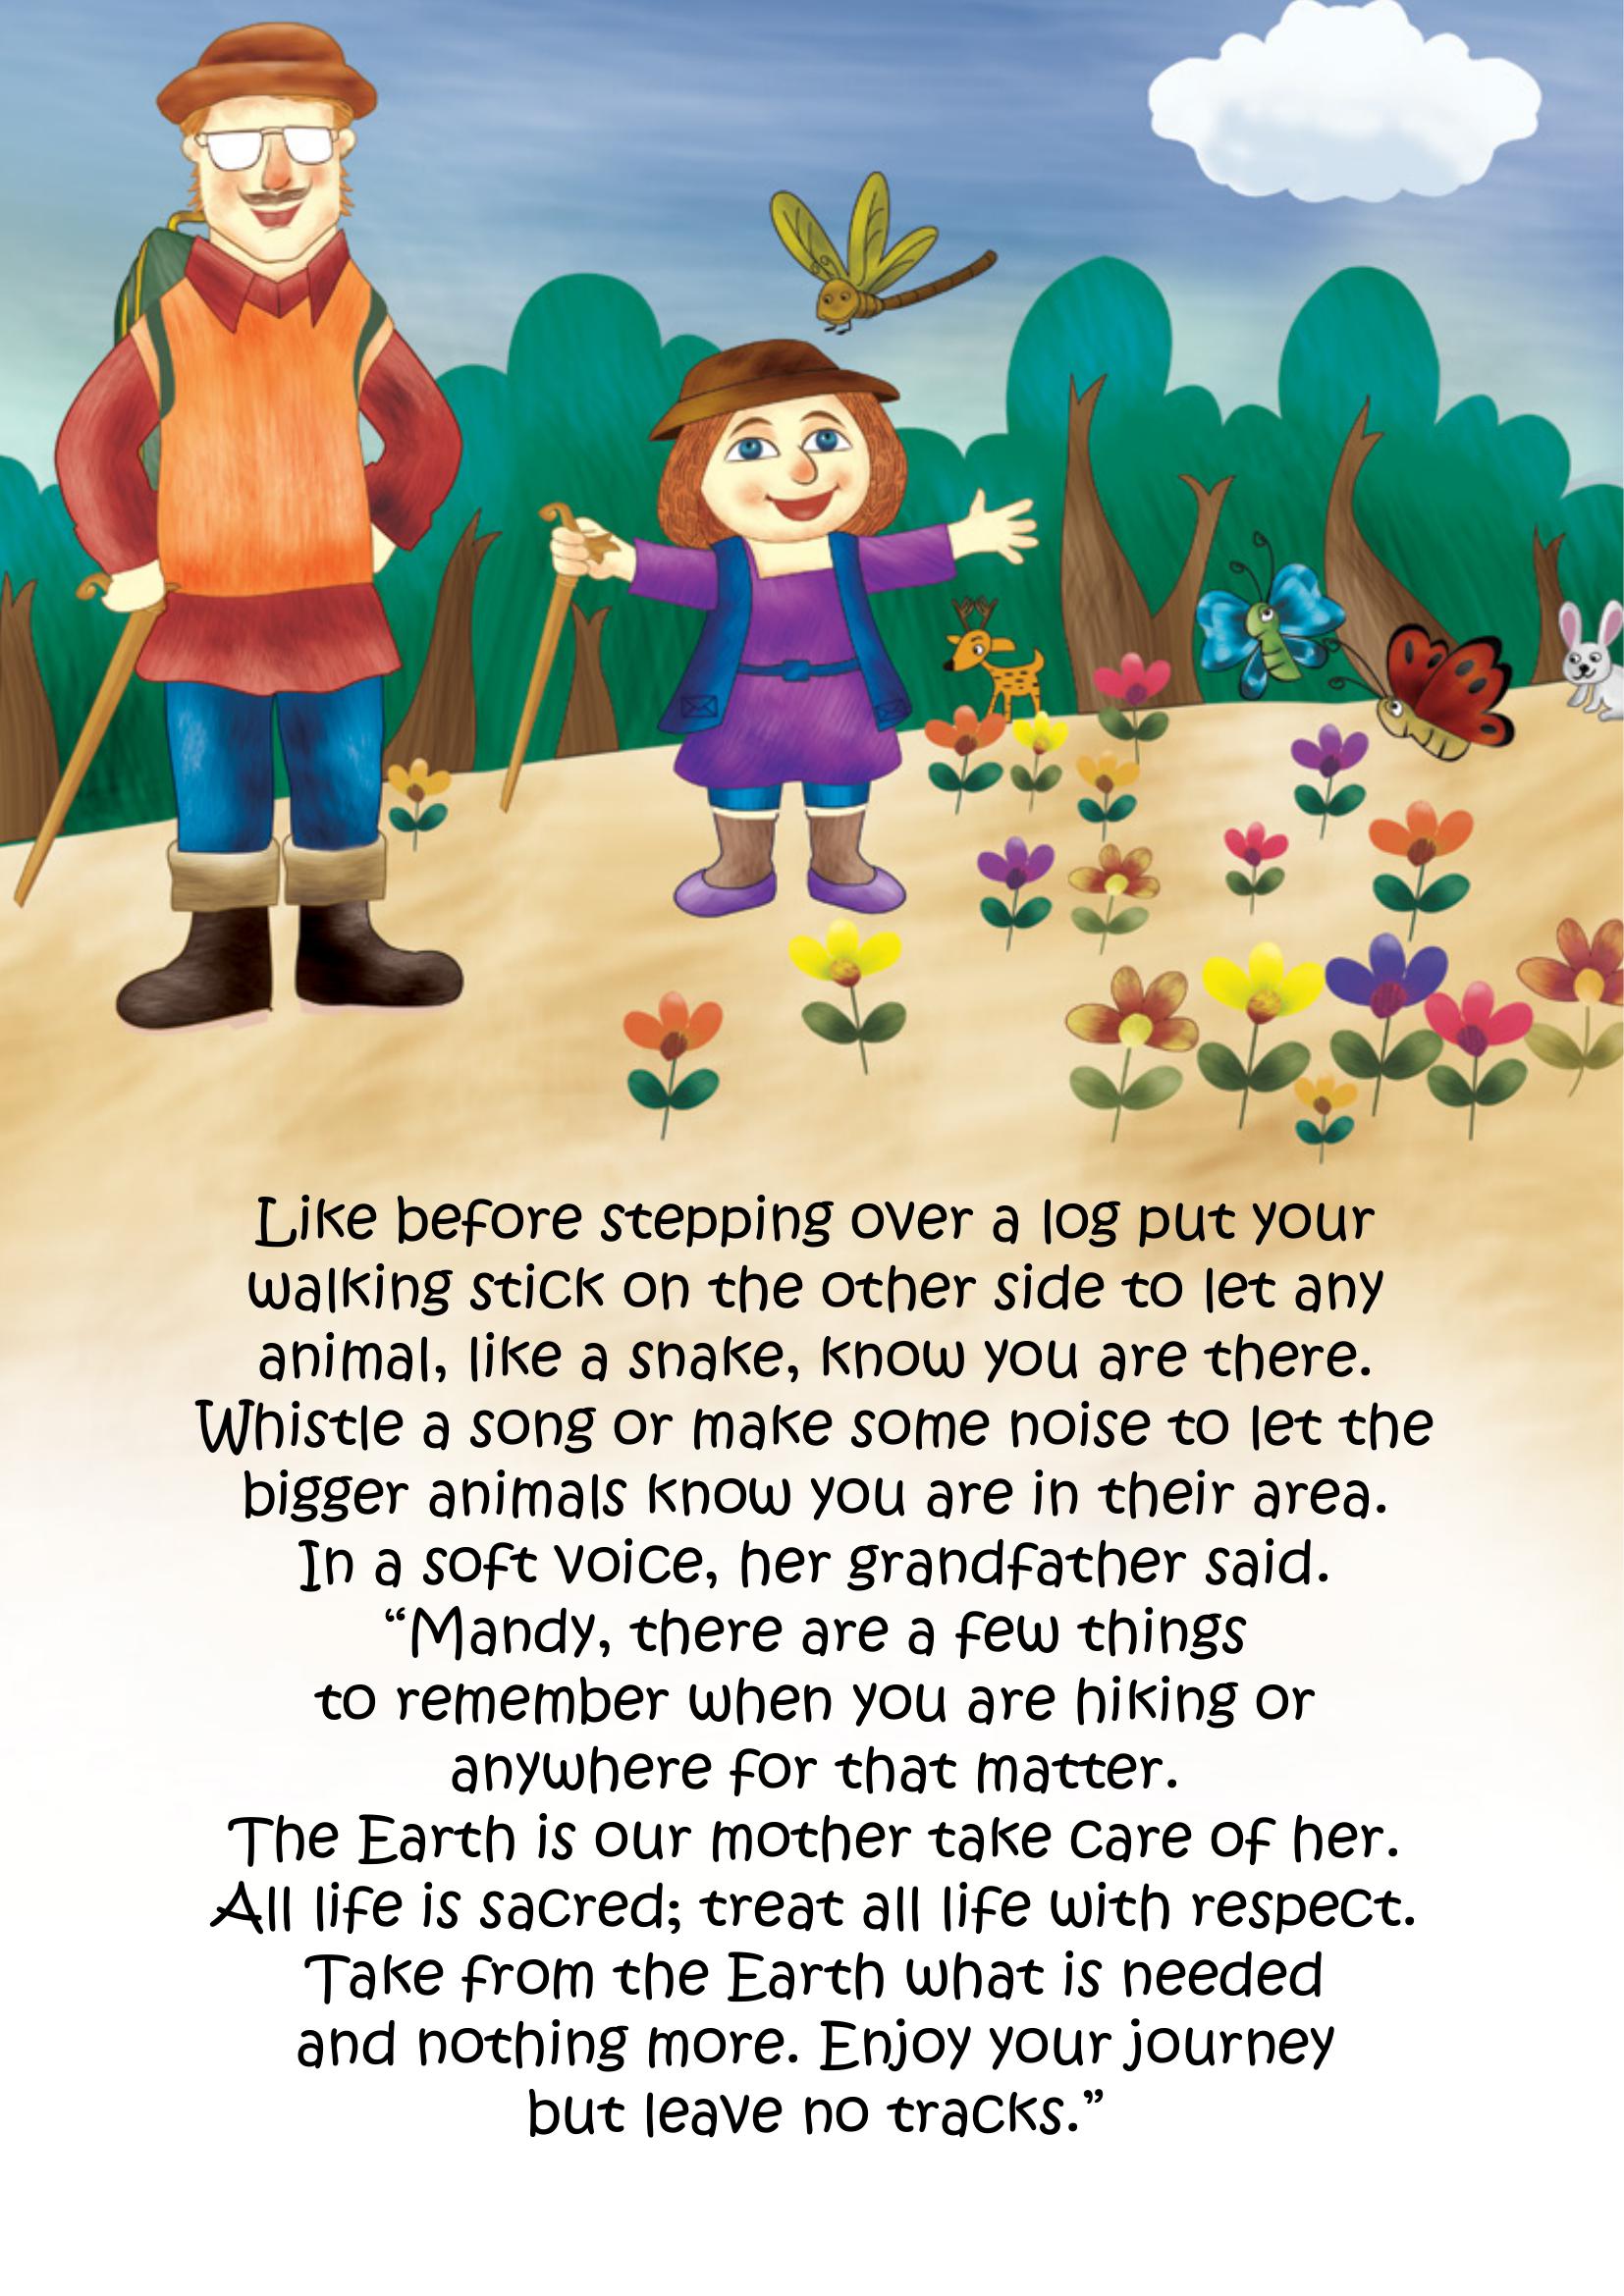 Like before stepping over a log put your
walking stick on the other side to let any
animal, like a snake, know you are there.
Whistle a song or make some noise to let the
bigger animals know you are in their area.
In a soft voice, her grandfather said.
“Mandy, there are a few things
to remember when you are hiking or
anywhere for that matter.
The Earth is our mother take care of her.
All life is sacred; treat all life with respect.
Take from the Earth what is needed
and nothing more. Enjoy your journey
but leave no tracks.”